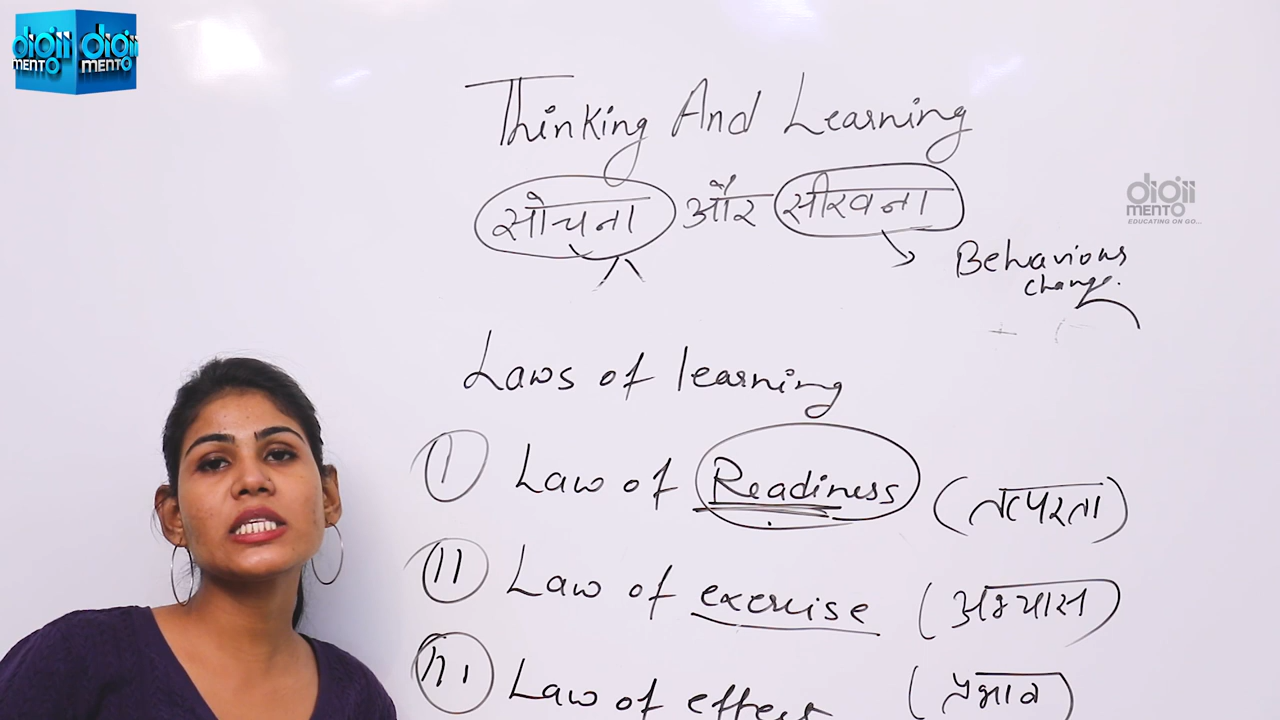 digii digii
MENTO MENTO
Thinking And Learning
सोचना और सीखना
digii
MENTO
EDUCATING ON GO...
Behaviours
change.
Laws of learning
I Law of Readiness (तत्परता)
II Law of exercise (अभ्यास)
III Law of effect (प्रभाव)